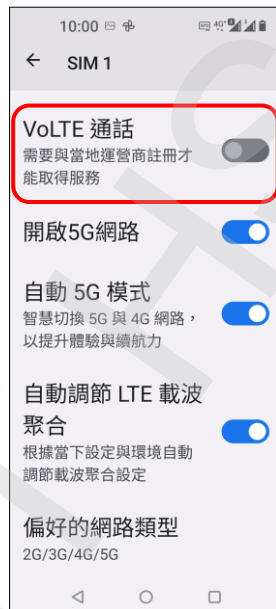 10:00
SIM 1
VoLTE 通話
需要與當地運營商註冊才
能取得服務
開啟5G網路
自動 5G 模式
智慧切換 5G 與 4G 網路，
以提升體驗與續航力
自動調節 LTE 載波
聚合
根據當下設定與環境自動
調節載波聚合設定
偏好的網路類型
2G/3G/4G/5G